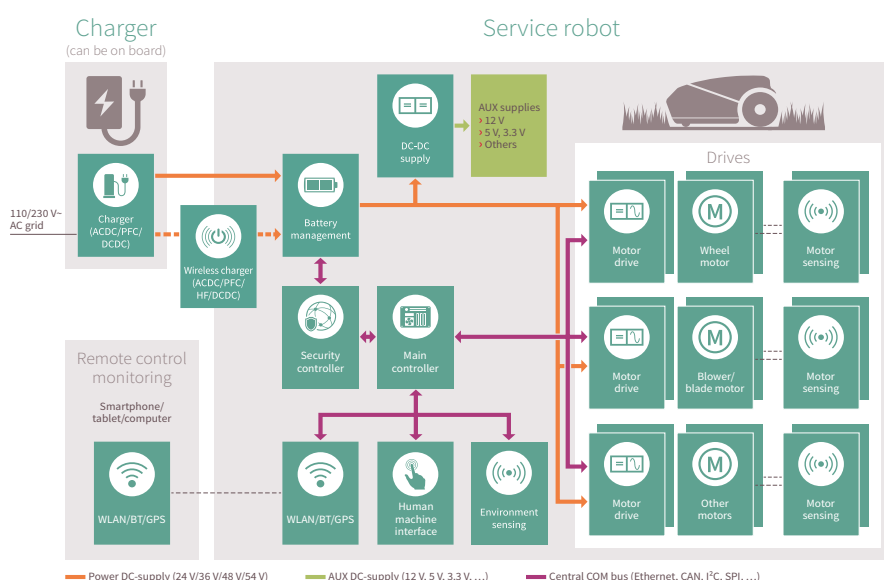 Charger
(can be on board)
Service robot
110/230 V~
AC grid
Charger
(ACDC/PFC/
DCDC)
Wireless charger
(ACDC/PFC/
HF/DCDC)
Battery
management
DC-DC
supply
AUX supplies
› 12 V
› 5 V, 3.3 V
› Others
Drives
Motor
drive
M
Wheel
motor
Motor
sensing
Security
controller
Main
controller
Motor
drive
M
Blower/
blade motor
Motor
sensing
Remote control
monitoring
Smartphone/
tablet/computer
WLAN/BT/GPS
WLAN/BT/GPS
Human
machine
interface
Environment
sensing
Motor
drive
M
Other
motors
Motor
sensing
Power DC-supply (24 V/36 V/48 V/54 V)
AUX DC-supply (12 V, 5 V, 3.3 V, ...)
Central COM bus (Ethernet, CAN, I²C, SPI, ...)